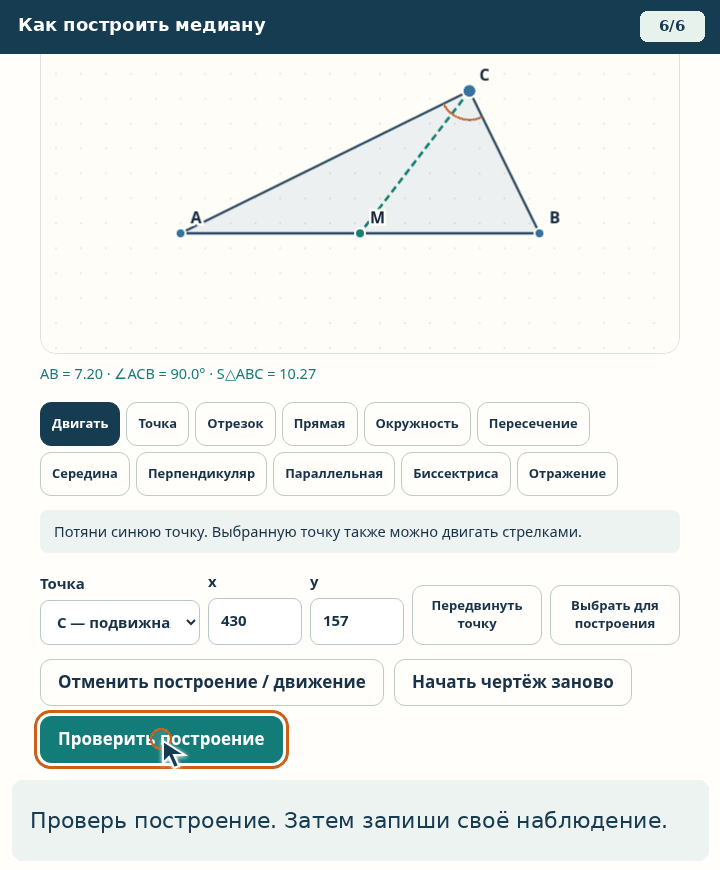 Как построить медиану
6/6
C
A
M
B
AB = 7.20 · ∠ACB = 90.0° · S△ABC = 10.27
Двигать
Точка
Отрезок
Прямая
Окружность
Пересечение
Середина
Перпендикуляр
Параллельная
Биссектриса
Отражение
Потяни синюю точку. Выбранную точку также можно двигать стрелками.
Точка
x
y
C — подвижна
430
157
Передвинуть
точку
Выбрать для
построения
Отменить построение / движение
Начать чертёж заново
Проверить построение
Проверь построение. Затем запиши своё наблюдение.